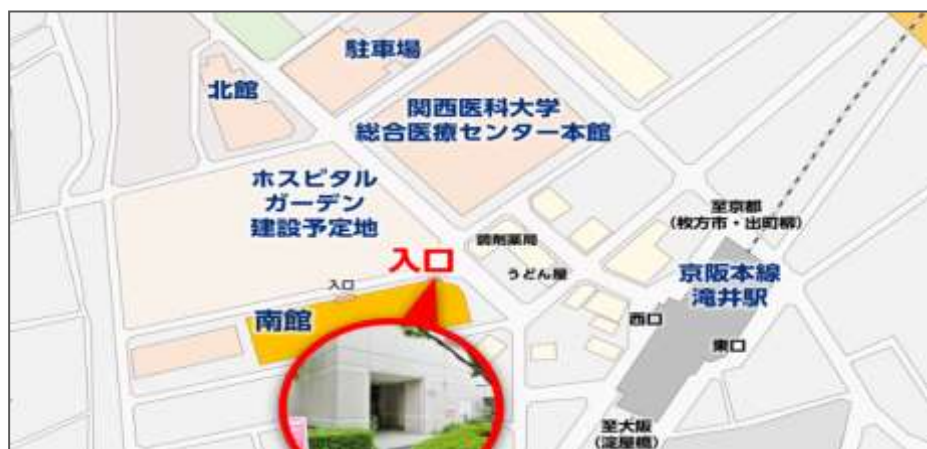 駐車場
北館
関西医科大学
総合医療センター本館
ホスピタル
ガーデン
建設予定地
至京都
(枚方市・出町柳)
調剤薬局
入口
うどん屋
京阪本線
滝井駅
入口
南館
西口
東口
至大阪
(淀屋橋)